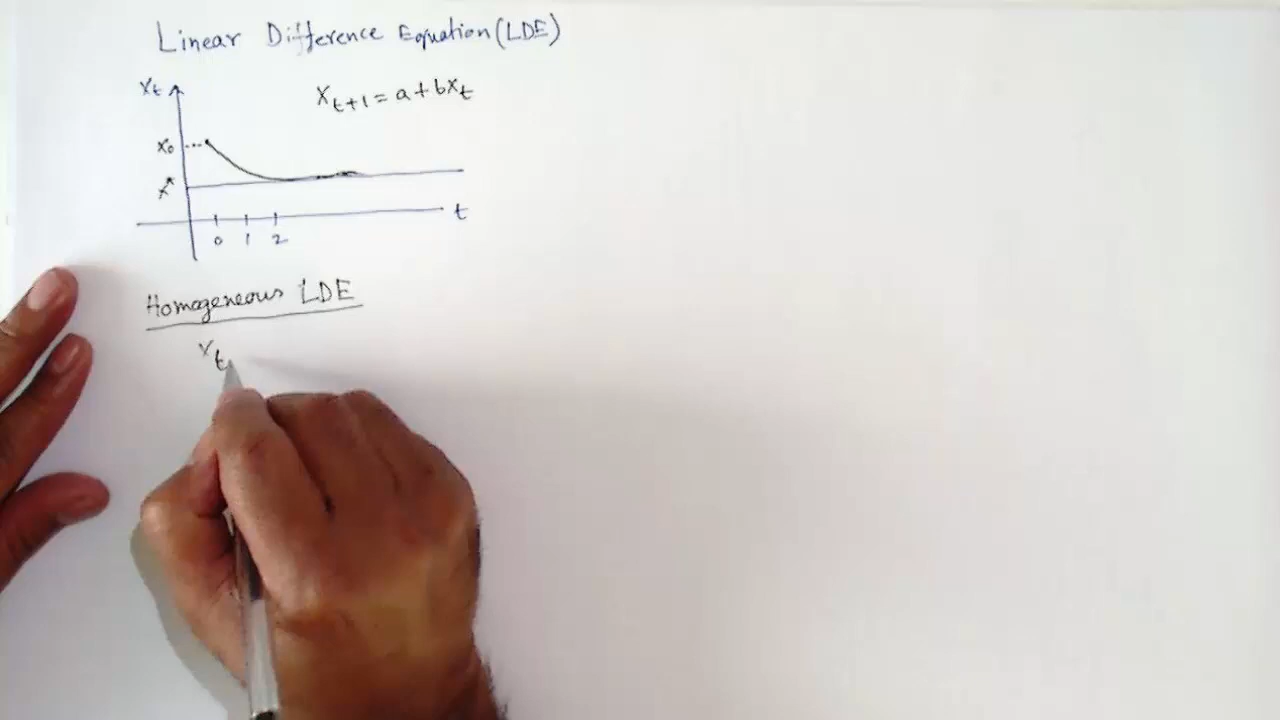 Linear Difference Equation (LDE)
xt
xt+1 = a + bxt
x0
x*
t
0 1 2
Homogeneous LDE
xt